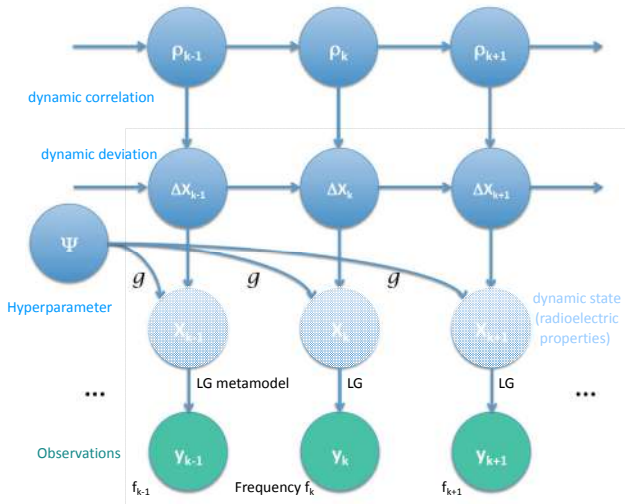 ρk-1 ρk ρk+1
dynamic correlation
dynamic deviation
ΔXk-1 ΔXk ΔXk+1
Ψ
g g g
Hyperparameter
dynamic state
(radioelectric
properties)
Xk-1 Xk Xk+1
LG metamodel LG LG
... ...
Observations
yk-1 yk yk+1
fk-1 Frequency fk fk+1